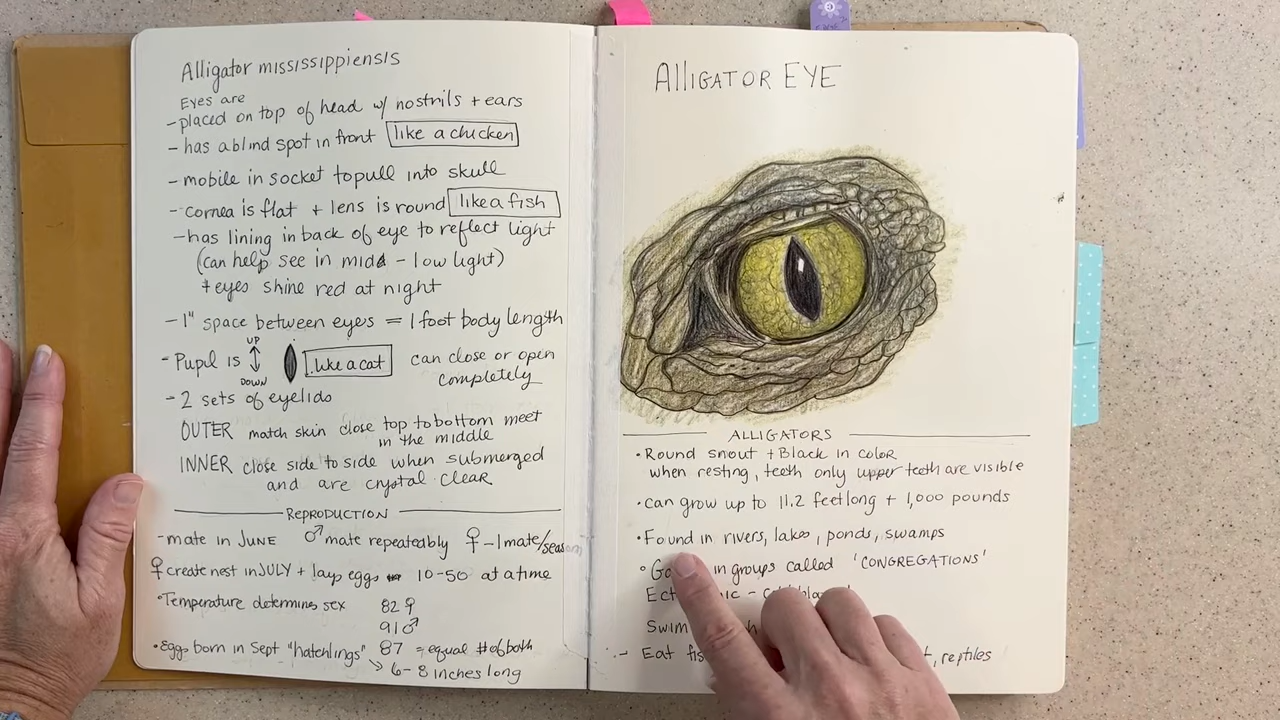 Alligator mississippiensis
Eyes are
- placed on top of head w/ nostrils + ears
- has a blind spot in front like a chicken
- mobile in socket to pull into skull
- cornea is flat + lens is round like a fish
- has lining in back of eye to reflect light
(can help see in mid - low light)
+ eyes shine red at night
- 1" space between eyes = 1 foot body length
UP
- Pupil is ↕ like a cat can close or open
DOWN completely
- 2 sets of eyelids
OUTER match skin close top to bottom meet
in the middle
INNER close side to side when submerged
and are crystal clear
REPRODUCTION
- mate in JUNE ♂ mate repeatedly ♀ - 1 mate/season
♀ create nest in JULY + lays eggs 10-50 at a time
• Temperature determines sex 82 ♀
91 ♂
• Eggs born in Sept "hatchlings" 87 = equal # of both
→ 6-8 inches long
ALLIGATOR EYE
ALLIGATORS
• Round snout + Black in color
when restng, teeth only upper teeth are visible
• can grow up to 11.2 feet long + 1,000 pounds
• Found in rivers, lakes, ponds, swamps
in groups called 'CONGREGATIONS'
Swim
- Eat , reptiles